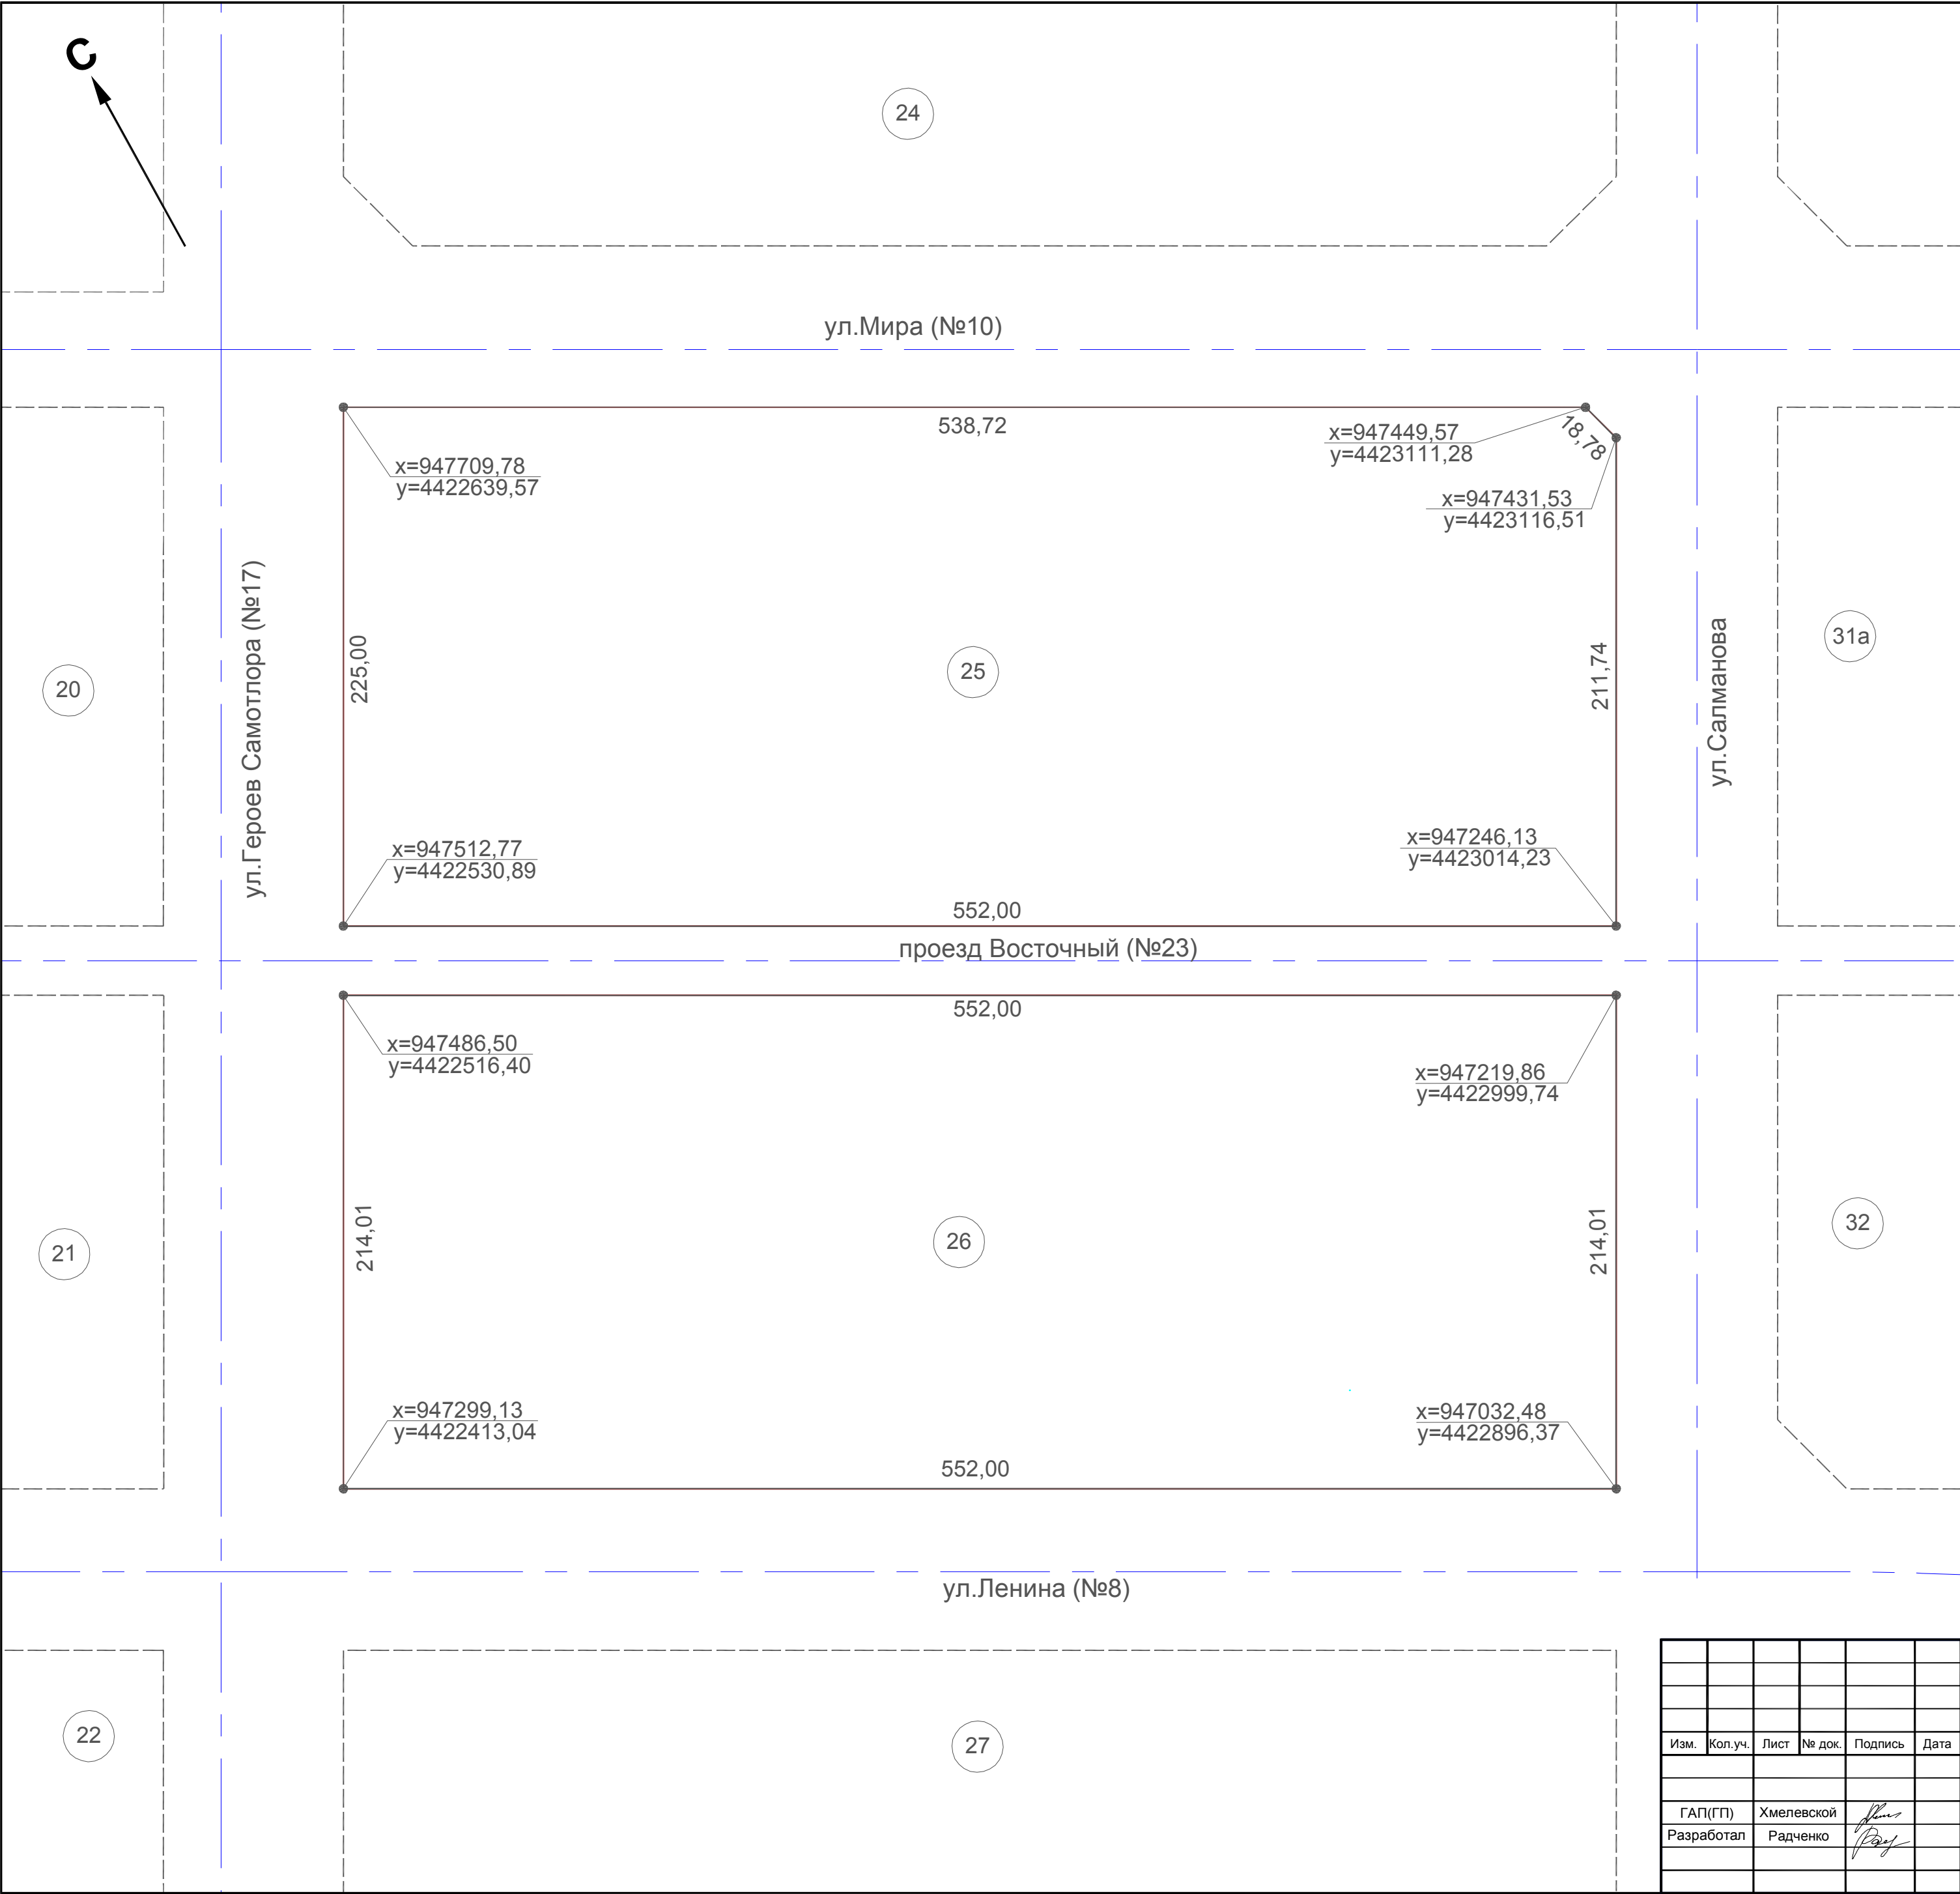 С
24
ул.Мира (№10)
538,72
x=947449,57
y=4423111,28
18,78
x=947709,78
y=4422639,57
x=947431,53
y=4423116,51
ул.Героев Самотлора (№17)
225,00
25
211,74
ул.Салманова
31а
20
x=947512,77
y=4422530,89
x=947246,13
y=4423014,23
552,00
проезд Восточный (№23)
552,00
x=947486,50
y=4422516,40
x=947219,86
y=4422999,74
21
214,01
26
214,01
32
x=947299,13
y=4422413,04
x=947032,48
y=4422896,37
552,00
ул.Ленина (№8)
22
27
Изм. Кол.уч. Лист № док. Подпись Дата
ГАП(ГП) Хмелевской
Разработал Радченко